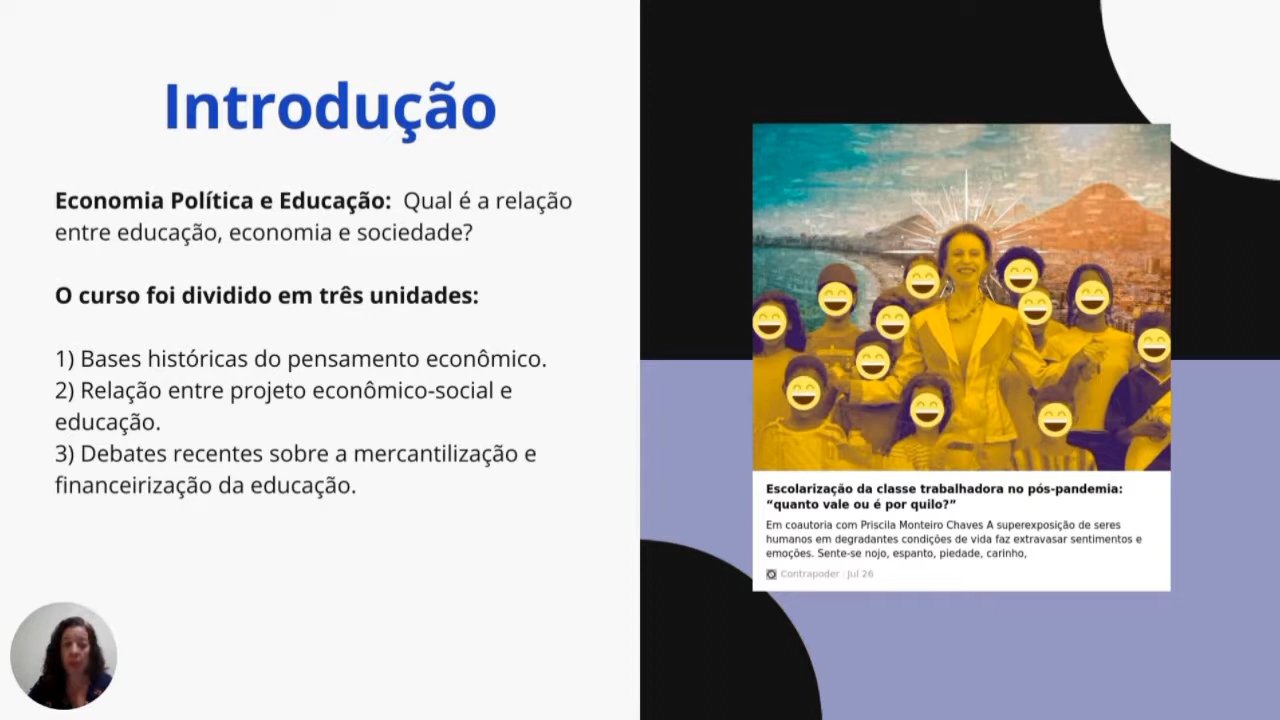 Introdução
Economia Política e Educação: Qual é a relação
entre educação, economia e sociedade?
O curso foi dividido em três unidades:
1) Bases históricas do pensamento econômico.
2) Relação entre projeto econômico-social e
educação.
3) Debates recentes sobre a mercantilização e
financeirização da educação.
Escolarização da classe trabalhadora no pós-pandemia:
“quanto vale ou é por quilo?”
Em coautoria com Priscila Monteiro Chaves A superexposição de seres
humanos em degradantes condições de vida faz extravasar sentimentos e
emoções. Sente-se nojo, espanto, piedade, carinho,
Contrapoder | Jul 26